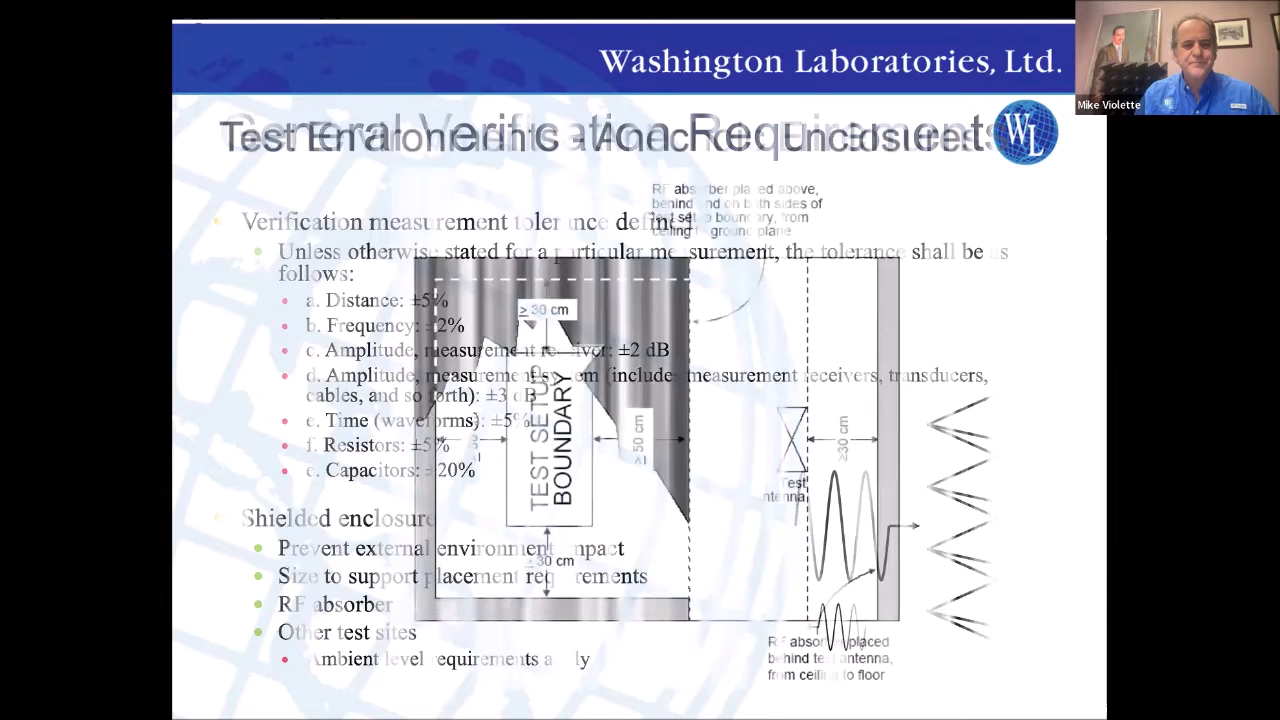 Washington Laboratories, Ltd.
Mike Violette
General Verification Requirements
Test Environments - Anechoic Enclosures
WL
RF absorber placed above,
behind and on both sides of
test setup boundary, from
ceiling to ground plane
Verification measurement tolerance defined
Unless otherwise stated for a particular measurement, the tolerance shall be as
follows:
a. Distance: ±5%
b. Frequency: ±2%
c. Amplitude, measurement receiver: ±2 dB
d. Amplitude, measurement system (includes measurement receivers, transducers,
cables, and so forth): ±3 dB
e. Time (waveforms): ±5%
f. Resistors: ±5%
e. Capacitors: ±20%
≥ 30 cm
TEST SETUP
BOUNDARY
≥ 50 cm
≥30 cm
Test
antenna
≥ 30 cm
Shielded enclosure
Prevent external environment impact
Size to support placement requirements
RF absorber
Other test sites
Ambient level requirements apply
RF absorber placed
behind test antenna,
from ceiling to floor